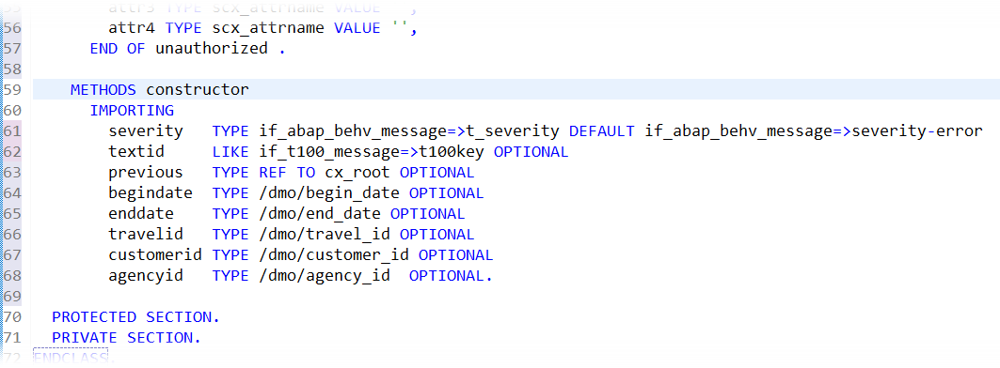 55 attr3 TYPE scx_attrname VALUE '',
56 attr4 TYPE scx_attrname VALUE '',
57 END OF unauthorized .
58
59 METHODS constructor
60 IMPORTING
61 severity TYPE if_abap_behv_message=>t_severity DEFAULT if_abap_behv_message=>severity-error
62 textid LIKE if_t100_message=>t100key OPTIONAL
63 previous TYPE REF TO cx_root OPTIONAL
64 begindate TYPE /dmo/begin_date OPTIONAL
65 enddate TYPE /dmo/end_date OPTIONAL
66 travelid TYPE /dmo/travel_id OPTIONAL
67 customerid TYPE /dmo/customer_id OPTIONAL
68 agencyid TYPE /dmo/agency_id OPTIONAL.
69
70 PROTECTED SECTION.
71 PRIVATE SECTION.
72 ENDCLASS.